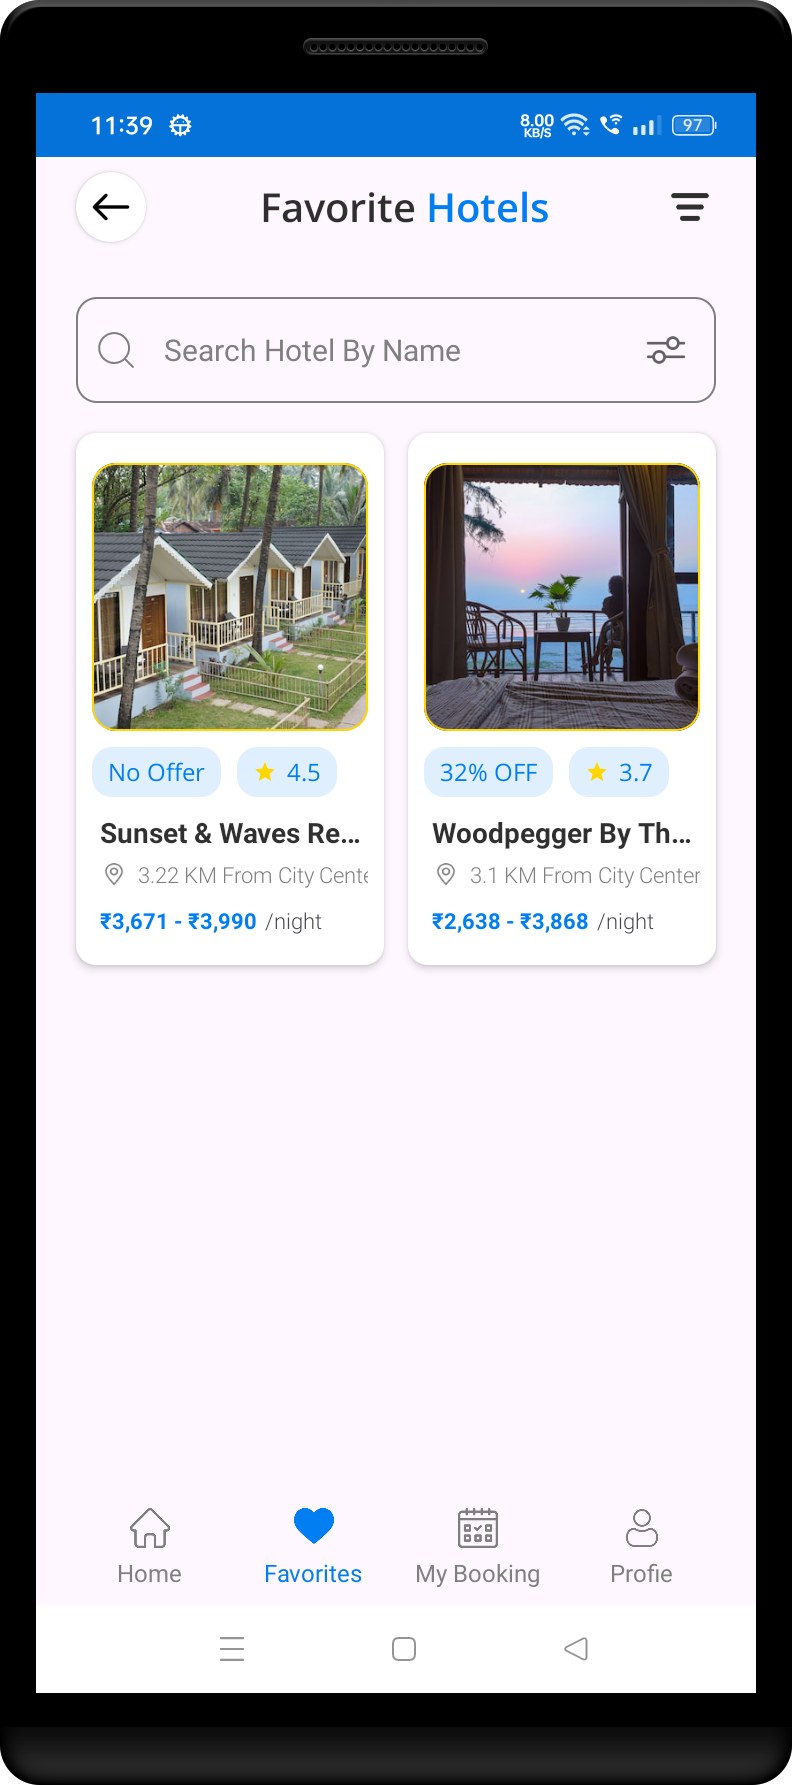 11:39 8.00 KB/S 97
Favorite Hotels
Search Hotel By Name
No Offer 4.5
32% OFF 3.7
Sunset & Waves Re...
Woodpegger By Th...
3.22 KM From City Cente
3.1 KM From City Center
₹3,671 - ₹3,990 /night
₹2,638 - ₹3,868 /night
Home Favorites My Booking Profie